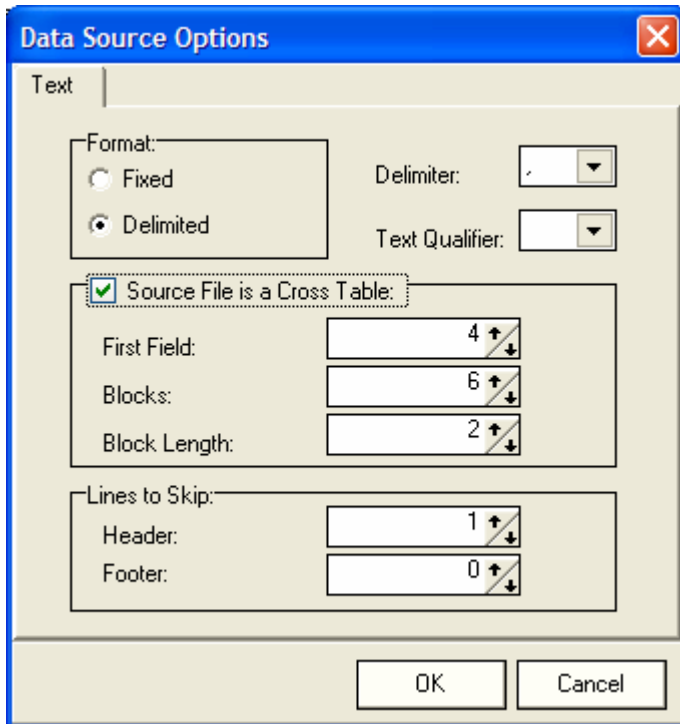 Data Source Options
Text
Format:
Fixed
Delimited
Delimiter: ,
Text Qualifier:
Source File is a Cross Table:
First Field: 4
Blocks: 6
Block Length: 2
Lines to Skip:
Header: 1
Footer: 0
OK Cancel